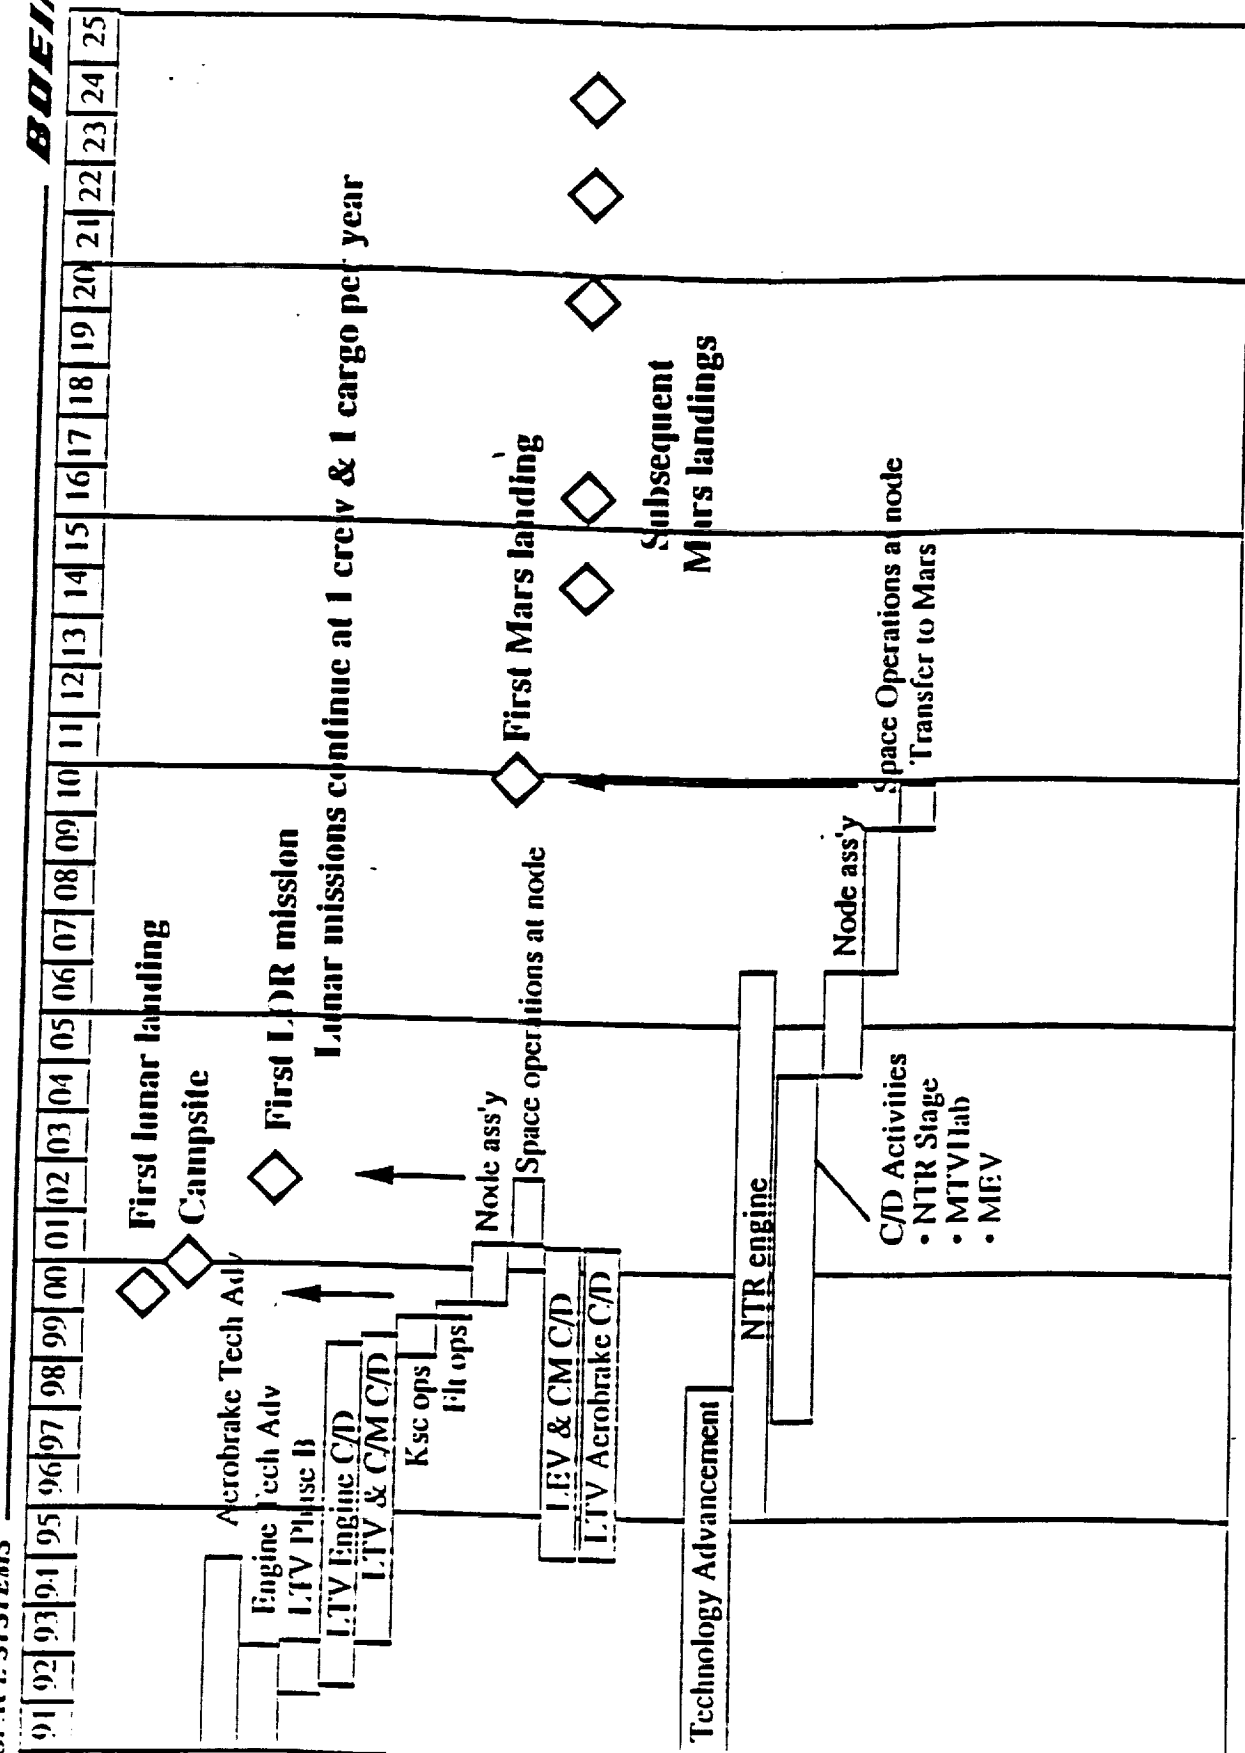 SYSTEMS
91 92 93 94 95 96 97 98 99 00 01 02 03 04 05 06 07 08 09 10 11 12 13 14 15 16 17 18 19 20 21 22 23 24 25
First lunar landing
Campsite
Aerobrake Tech Adv
First LOR mission
Engine Tech Adv
LTV Phase B
Lunar missions continue at 1 crew & 1 cargo per year
LTV Engine C/D
LTV & C/M C/D
Ksc ops
Flt ops
Node ass'y
First Mars landing
Space operations at node
LEV & CM C/D
LTV Aerobrake C/D
Subsequent
Mars landings
Technology Advancement
NTR engine
Node ass'y
C/D Activities
• NTR Stage
• MTV Hab
• MEV
Space Operations at node
Transfer to Mars